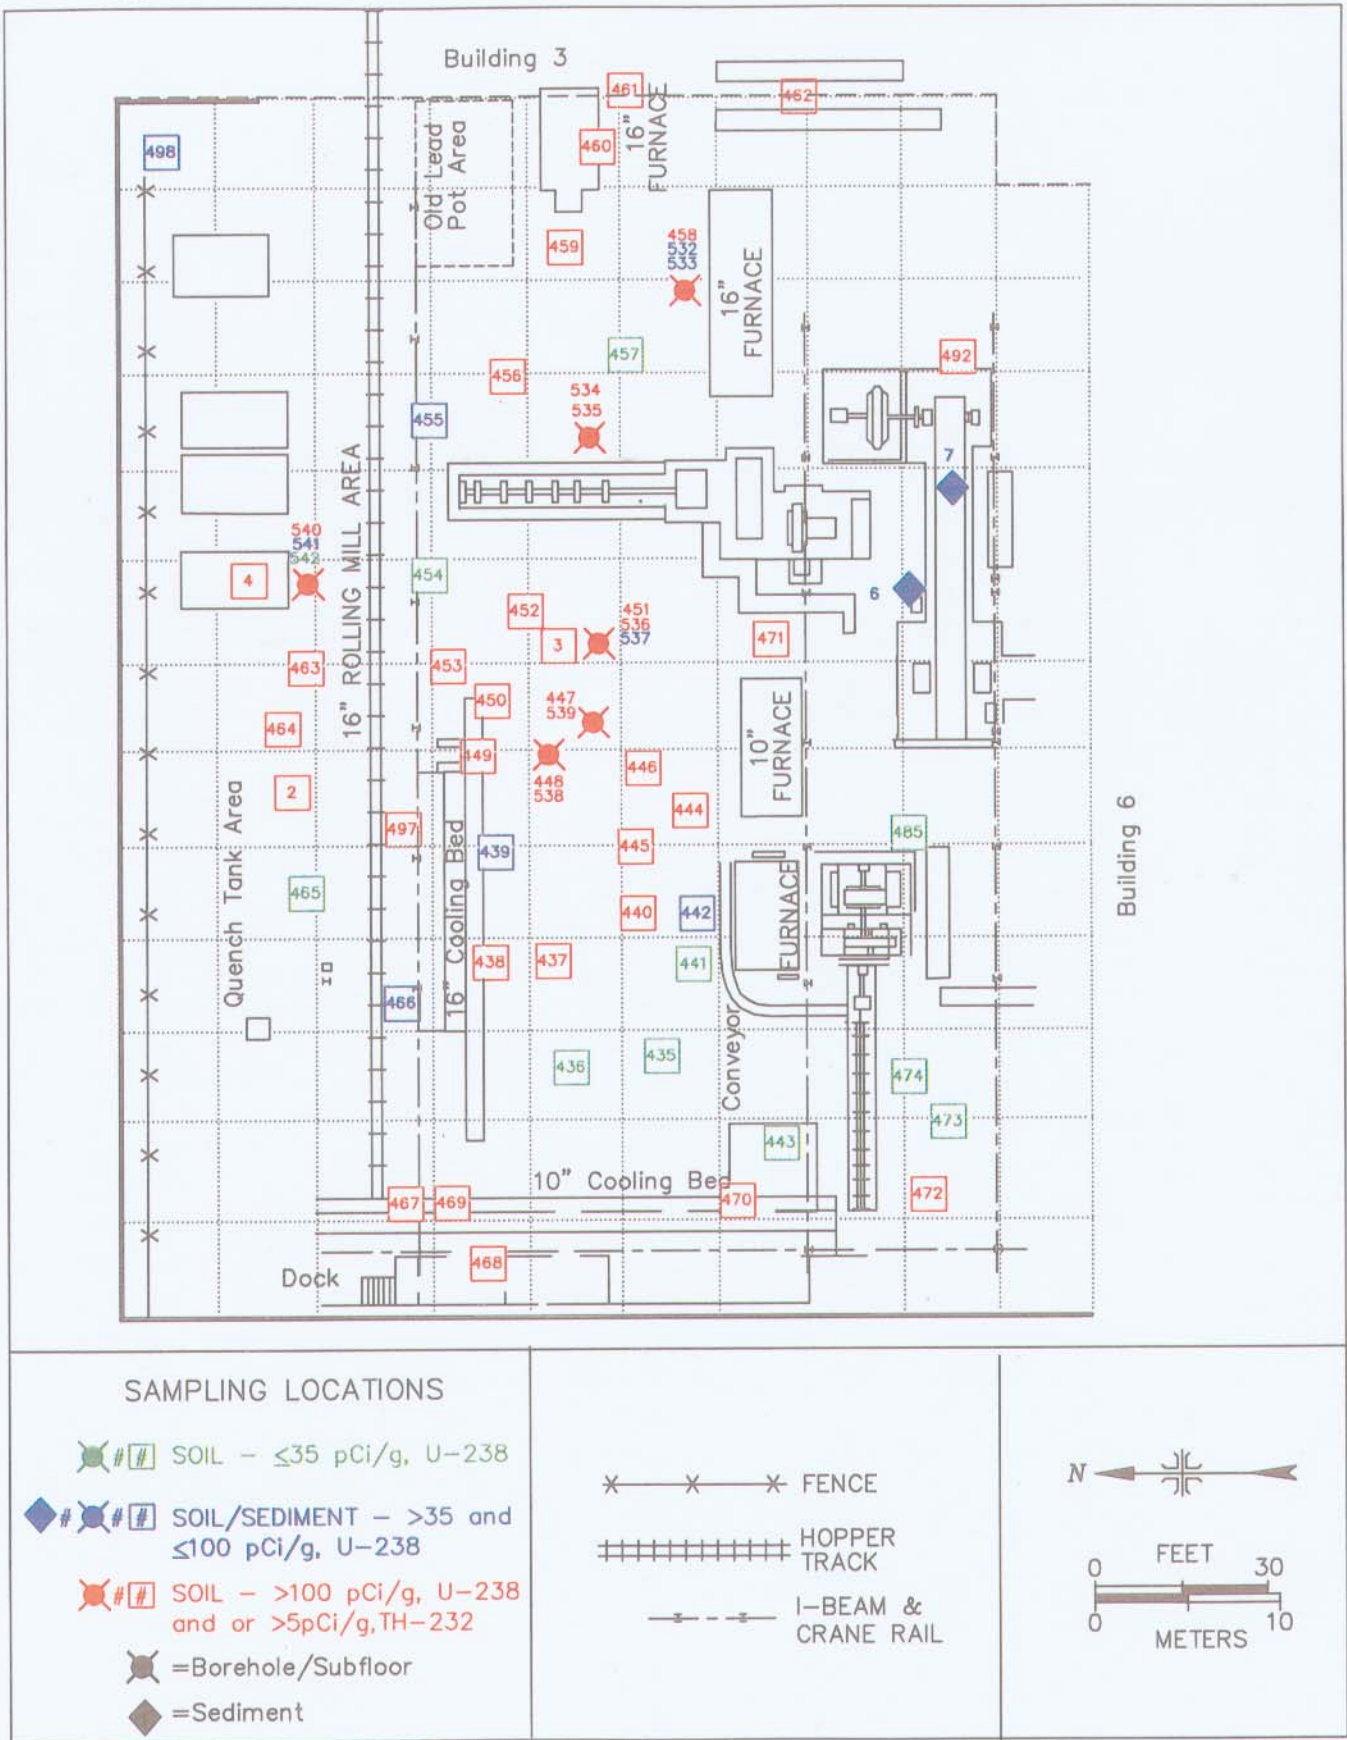 Building 3
461
462
16"
FURNACE
460
498
Old Lead
Pot Area
459
458
532
533
16"
FURNACE
457
492
456
534
535
455
7
16" ROLLING MILL AREA
540
541
542
4
454
6
452
3
451
536
537
471
463
453
450
447
539
464
449
448
538
446
10"
FURNACE
2
444
Quench Tank Area
497
16" Cooling Bed
439
445
485
Building 6
465
440
442
FURNACE
438
437
441
H
466
436
435
Conveyor
474
473
443
10" Cooling Bed
467
469
470
472
468
Dock
SAMPLING LOCATIONS
# # SOIL – ≤35 pCi/g, U–238
# # # SOIL/SEDIMENT – >35 and
≤100 pCi/g, U–238
# # SOIL – >100 pCi/g, U–238
and or >5pCi/g,TH–232
=Borehole/Subfloor
=Sediment
FENCE
HOPPER
TRACK
I–BEAM &
CRANE RAIL
N
FEET
0 30
0 10
METERS